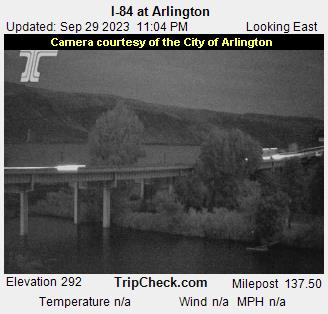 I-84 at Arlington
Updated: Sep 29 2023 11:04 PM Looking East
Camera courtesy of the City of Arlington
Elevation 292 TripCheck.com Milepost 137.50
Temperature n/a Wind n/a MPH n/a